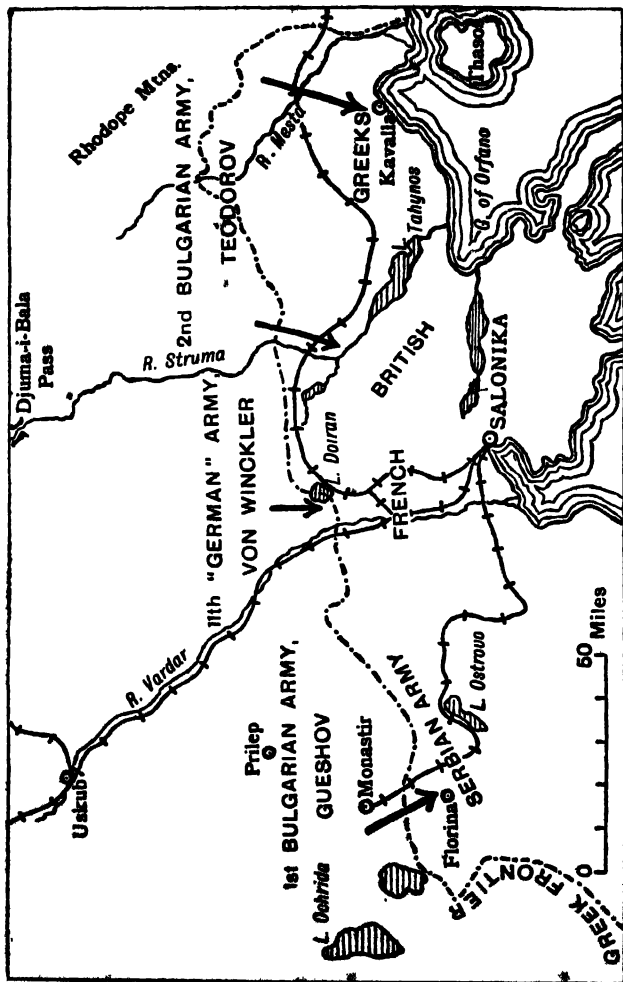 Djuma-i-Bala
Pass
Rhodope Mtns.
Uskub
R. Vardar
R. Struma
R. Mesta
2nd BULGARIAN ARMY,
- TEODOROV
11th "GERMAN" ARMY,
VON WINCKLER
1st BULGARIAN ARMY,
GUESHOV
Prilep
L. Ochrida
Monastir
L. Doiran
GREEKS
Kavalla
Thasos
L. Tahynos
G. of Orfano
BRITISH
FRENCH
SALONIKA
SERBIAN ARMY
Florina
L. Ostrovo
GREEK FRONTIER
0 50 Miles